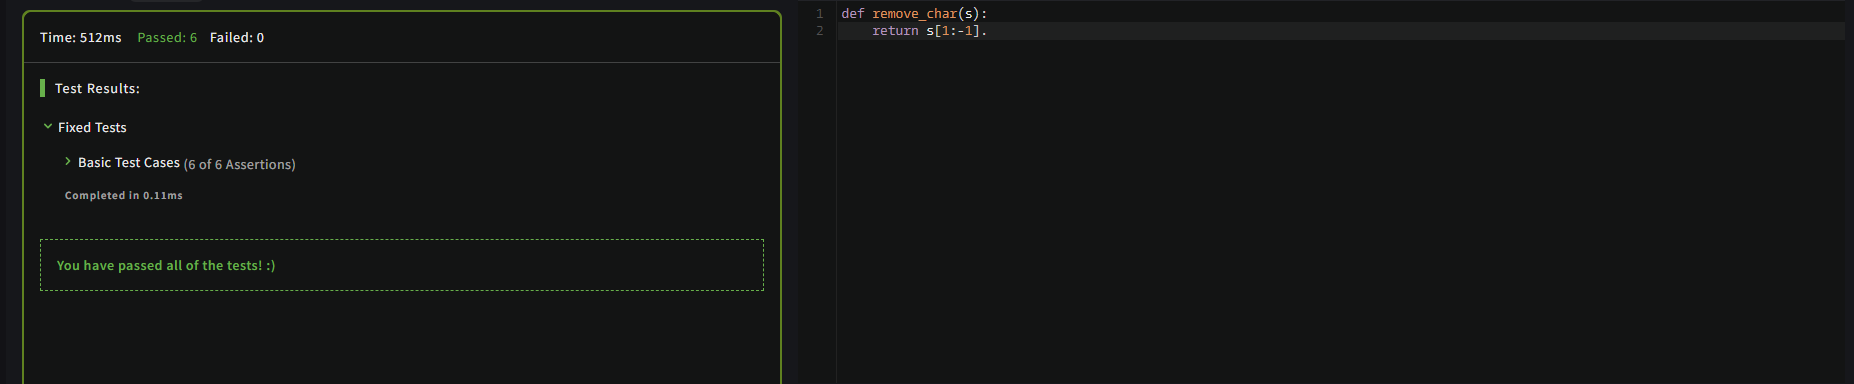 Time: 512ms Passed: 6 Failed: 0
Test Results:
Fixed Tests
Basic Test Cases (6 of 6 Assertions)
Completed in 0.11ms
You have passed all of the tests! :)
1 def remove_char(s):
2     return s[1:-1].